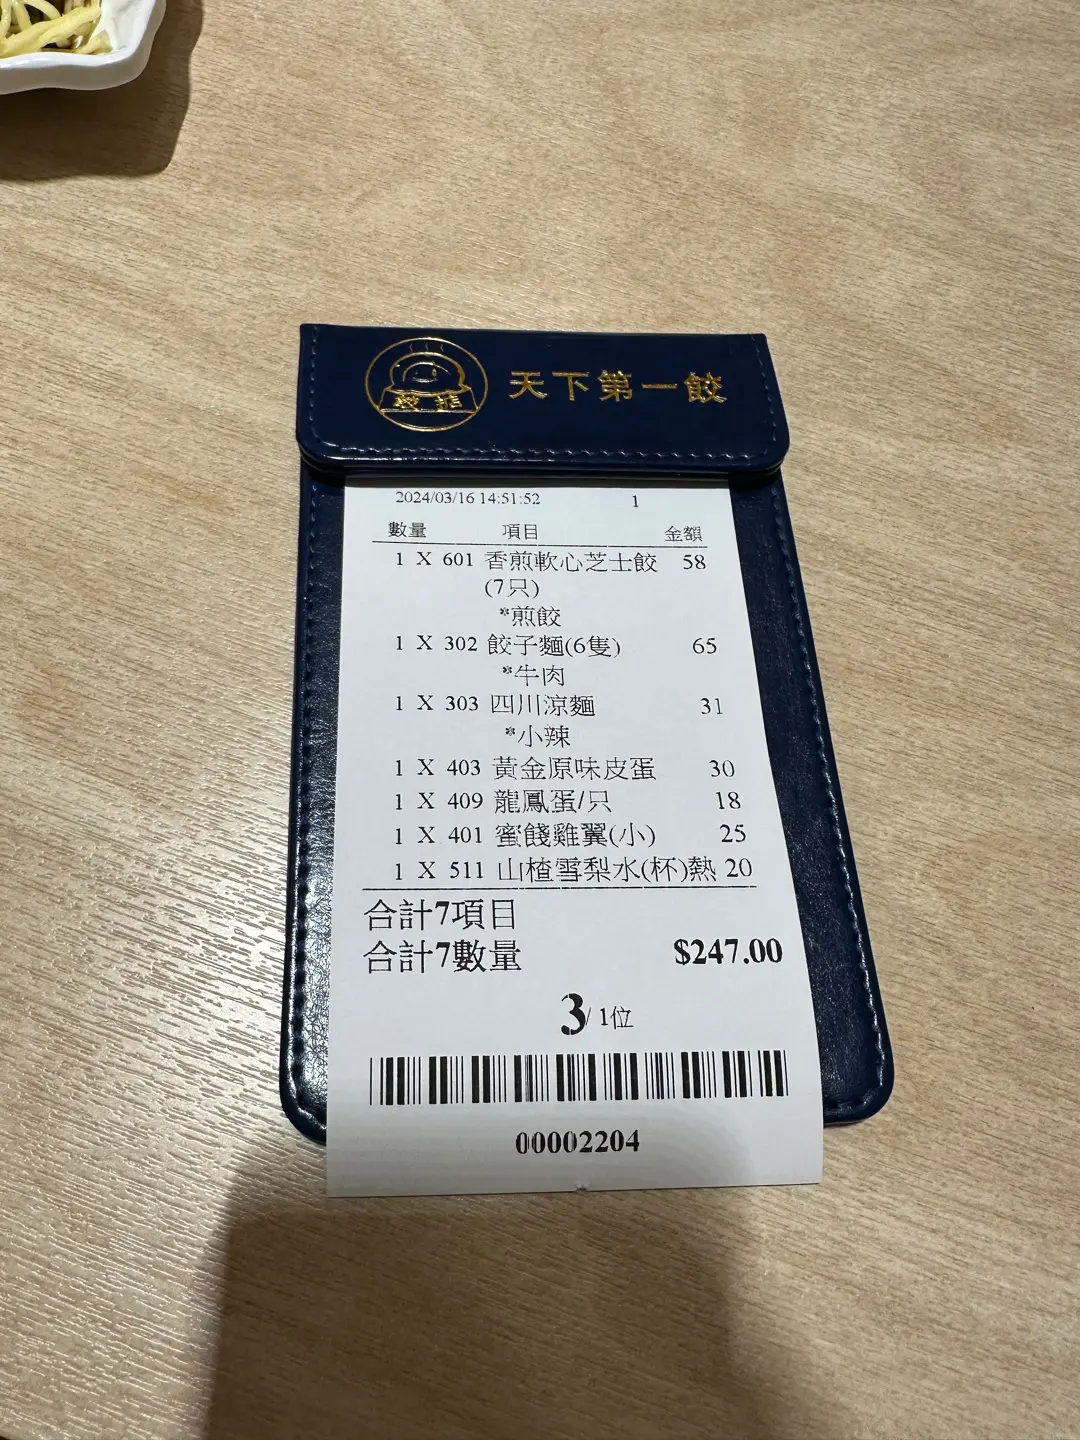 天下第一餃
2024/03/16 14:51:52 1
數量 項目 金額
1 X 601 香煎軟心芝士餃 58
(7只)
*煎餃
1 X 302 餃子麵(6隻) 65
*牛肉
1 X 303 四川涼麵 31
*小辣
1 X 403 黃金原味皮蛋 30
1 X 409 龍鳳蛋/只 18
1 X 401 蜜餞雞翼(小) 25
1 X 511 山楂雪梨水(杯)熱 20
合計7項目
合計7數量 $247.00
3/ 1位
00002204